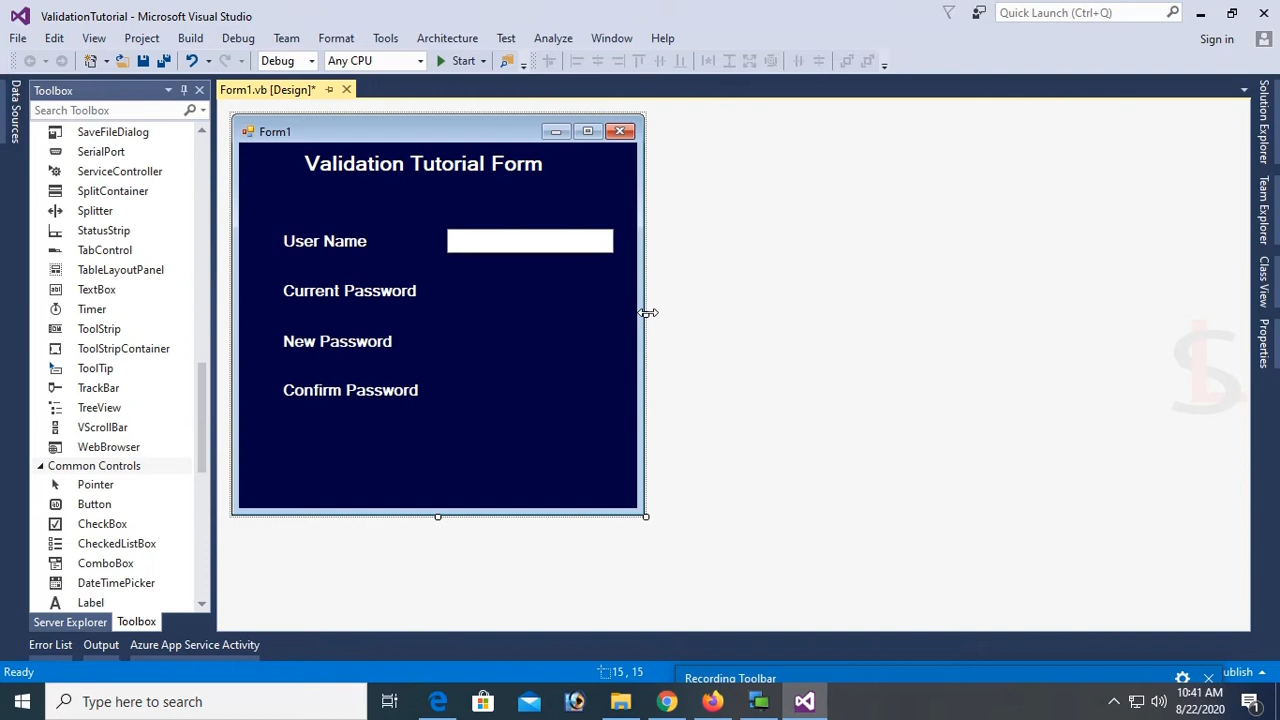 ValidationTutorial - Microsoft Visual Studio
Quick Launch (Ctrl+Q)
File Edit View Project Build Debug Team Format Tools Architecture Test Analyze Window Help
Sign in
Debug Any CPU Start
Data Sources
Toolbox
Search Toolbox
SaveFileDialog
SerialPort
ServiceController
SplitContainer
Splitter
StatusStrip
TabControl
TableLayoutPanel
TextBox
Timer
ToolStrip
ToolStripContainer
ToolTip
TrackBar
TreeView
VScrollBar
WebBrowser
Common Controls
Pointer
Button
CheckBox
CheckedListBox
ComboBox
DateTimePicker
Label
Server Explorer Toolbox
Form1.vb [Design]*
Form1
Validation Tutorial Form
User Name
Current Password
New Password
Confirm Password
Solution Explorer
Team Explorer
Class View
Properties
Error List Output Azure App Service Activity
Ready
15 , 15
Recording Toolbar
ublish
Type here to search
10:41 AM
8/22/2020
1